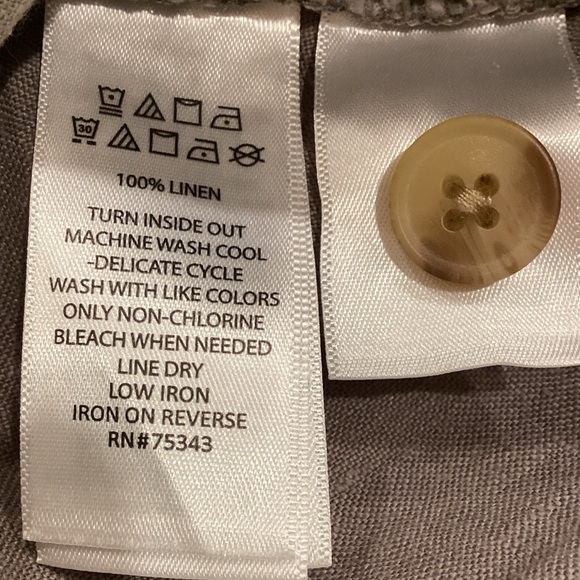 30
100% LINEN
TURN INSIDE OUT
MACHINE WASH COOL
-DELICATE CYCLE
WASH WITH LIKE COLORS
ONLY NON-CHLORINE
BLEACH WHEN NEEDED
LINE DRY
LOW IRON
IRON ON REVERSE
RN#75343